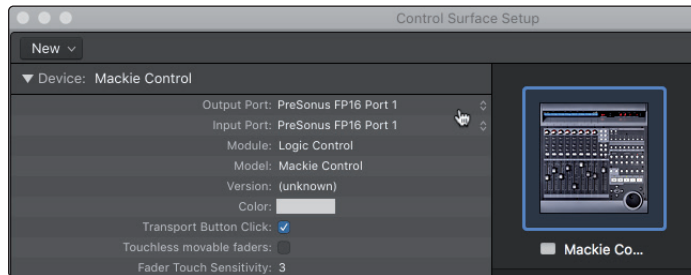 Control Surface Setup
New
Device: Mackie Control
Output Port: PreSonus FP16 Port 1
Input Port: PreSonus FP16 Port 1
Module: Logic Control
Model: Mackie Control
Version: (unknown)
Color:
Transport Button Click:
Touchless movable faders:
Fader Touch Sensitivity: 3
Mackie Co...